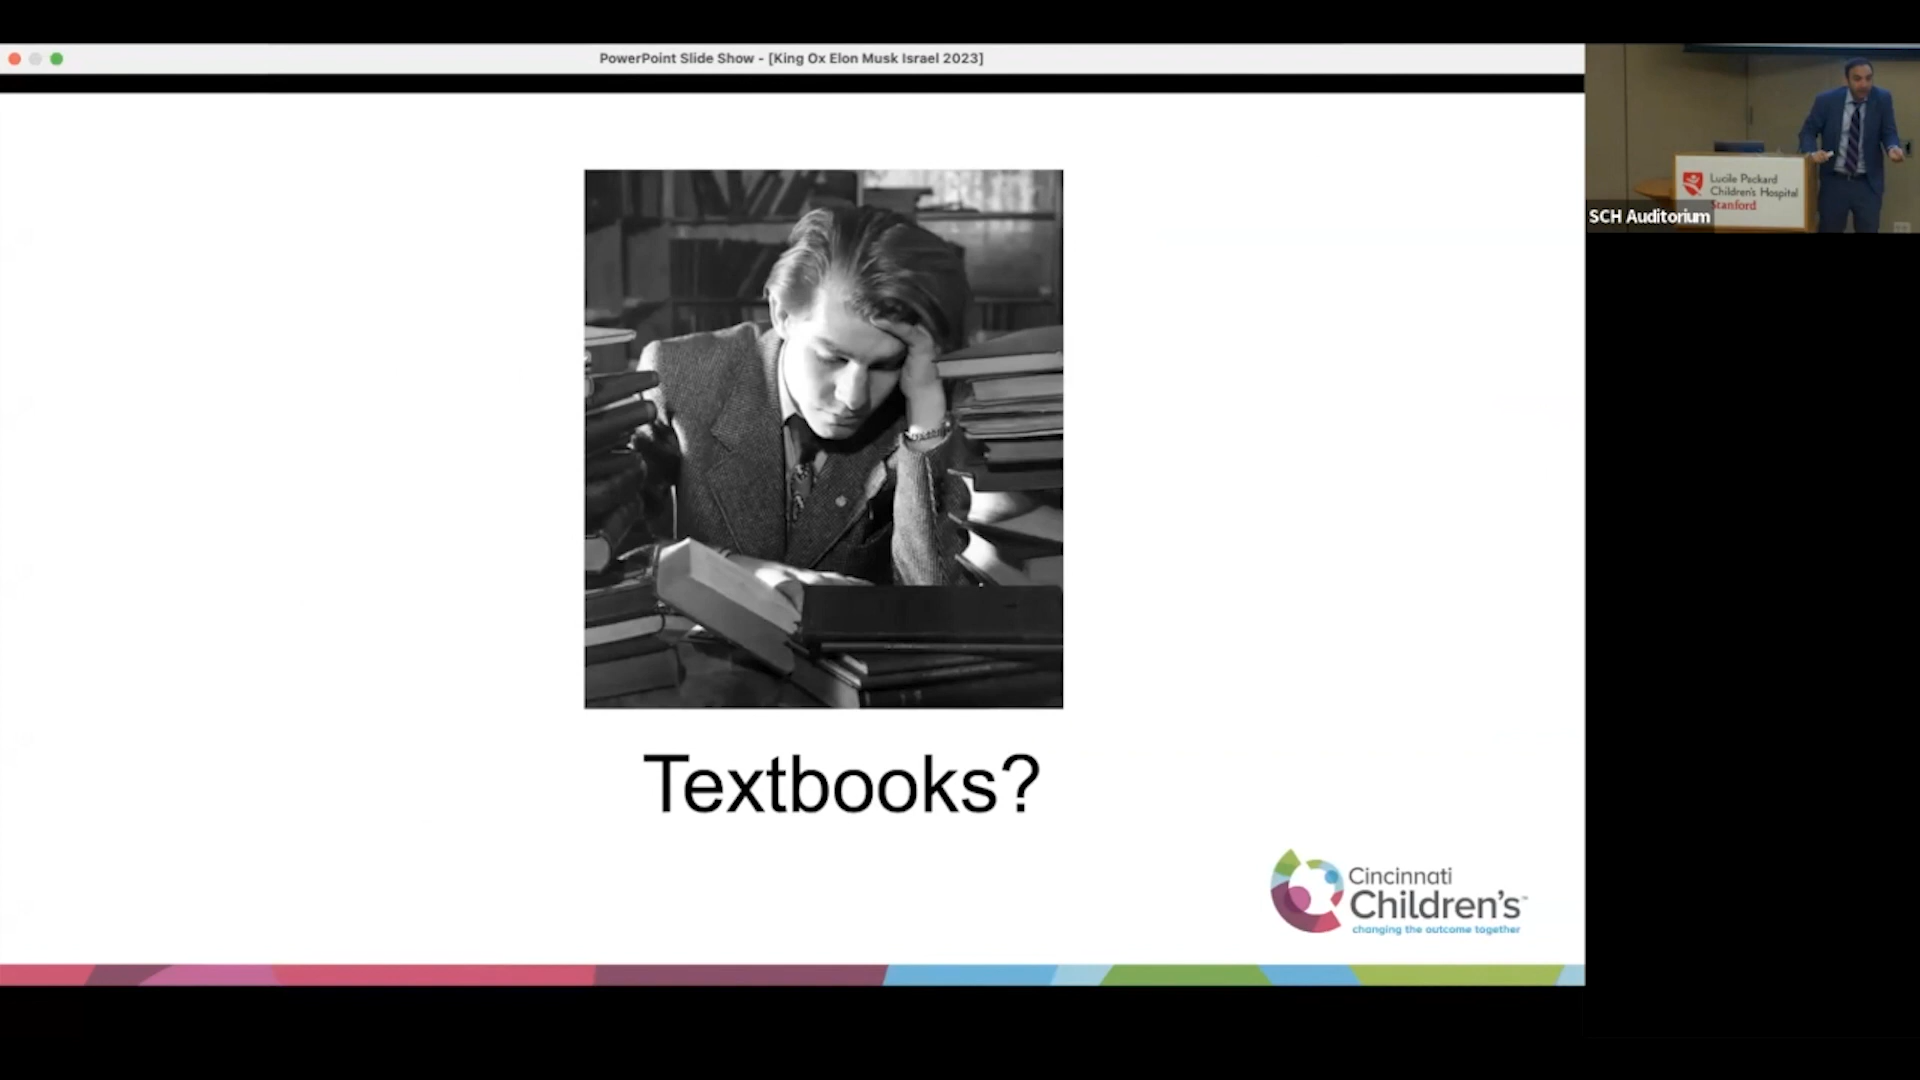 PowerPoint Slide Show - [King Ox Elon Musk Israel 2023]
Lucile Packard
Children's Hospital
Stanford
SCH Auditorium
Textbooks?
Cincinnati
Children's™
changing the outcome together